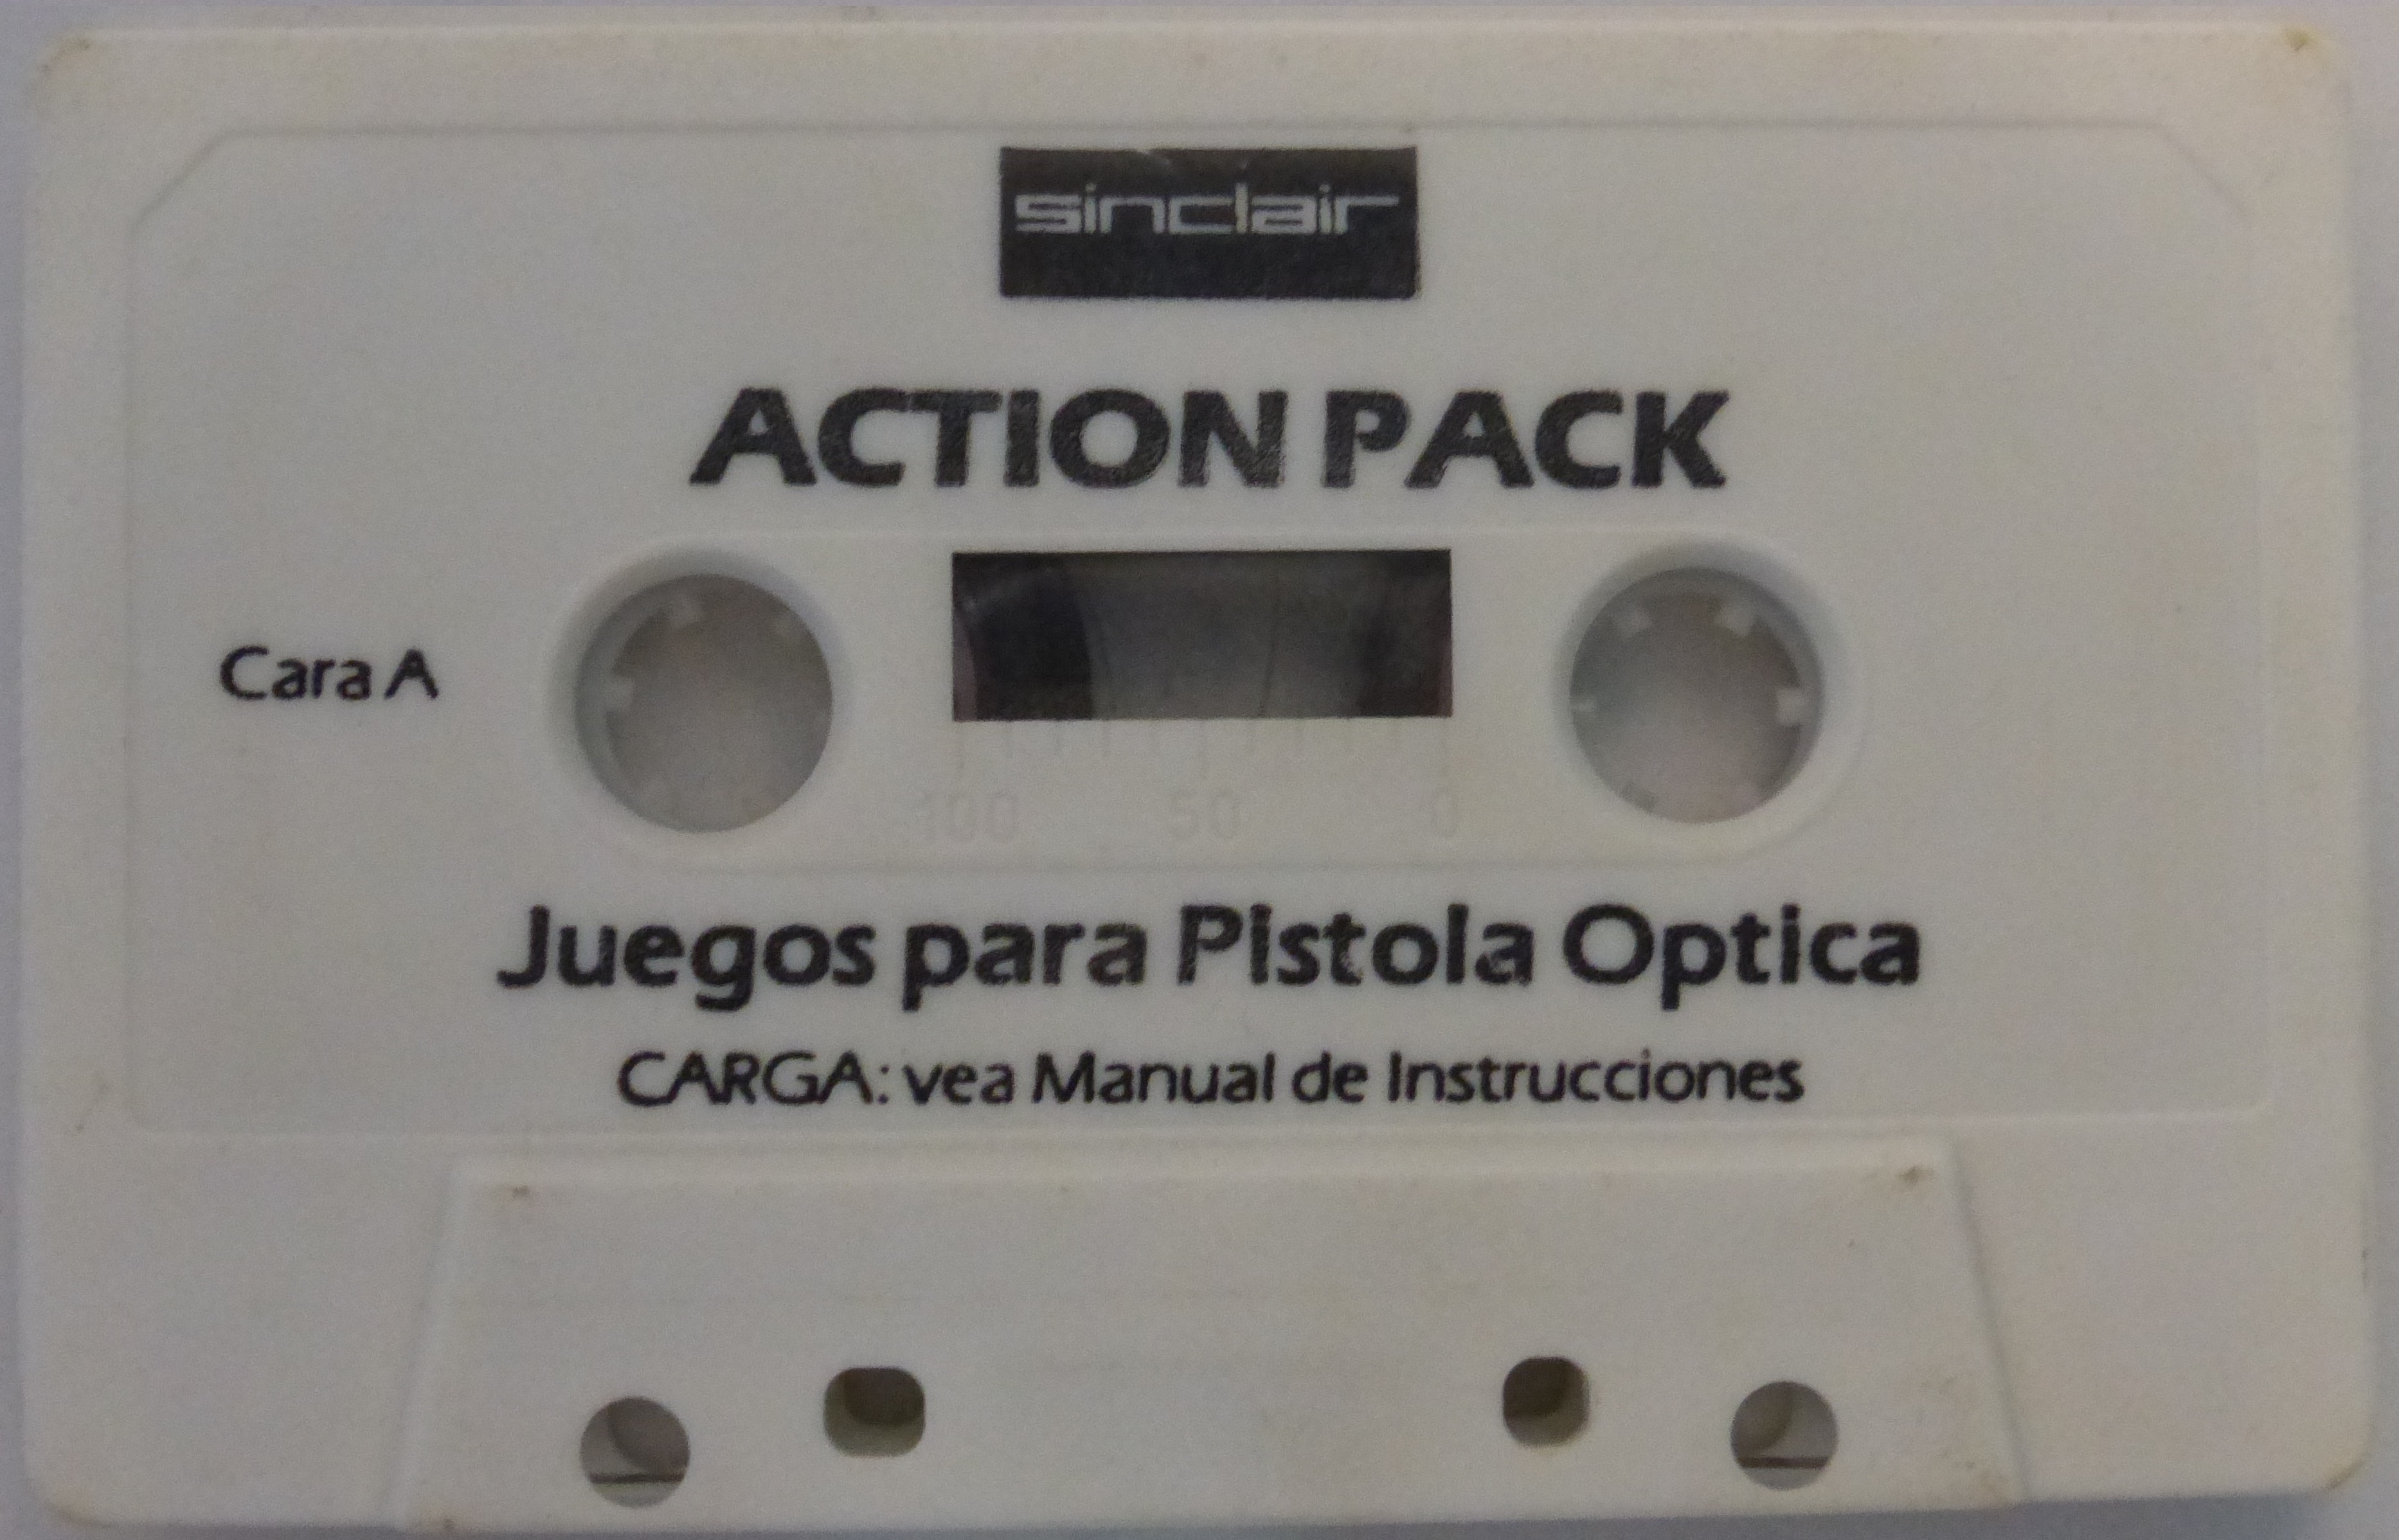 sinclair
ACTION PACK
Cara A
100 50 0
Juegos para Pistola Optica
CARGA: vea Manual de Instrucciones